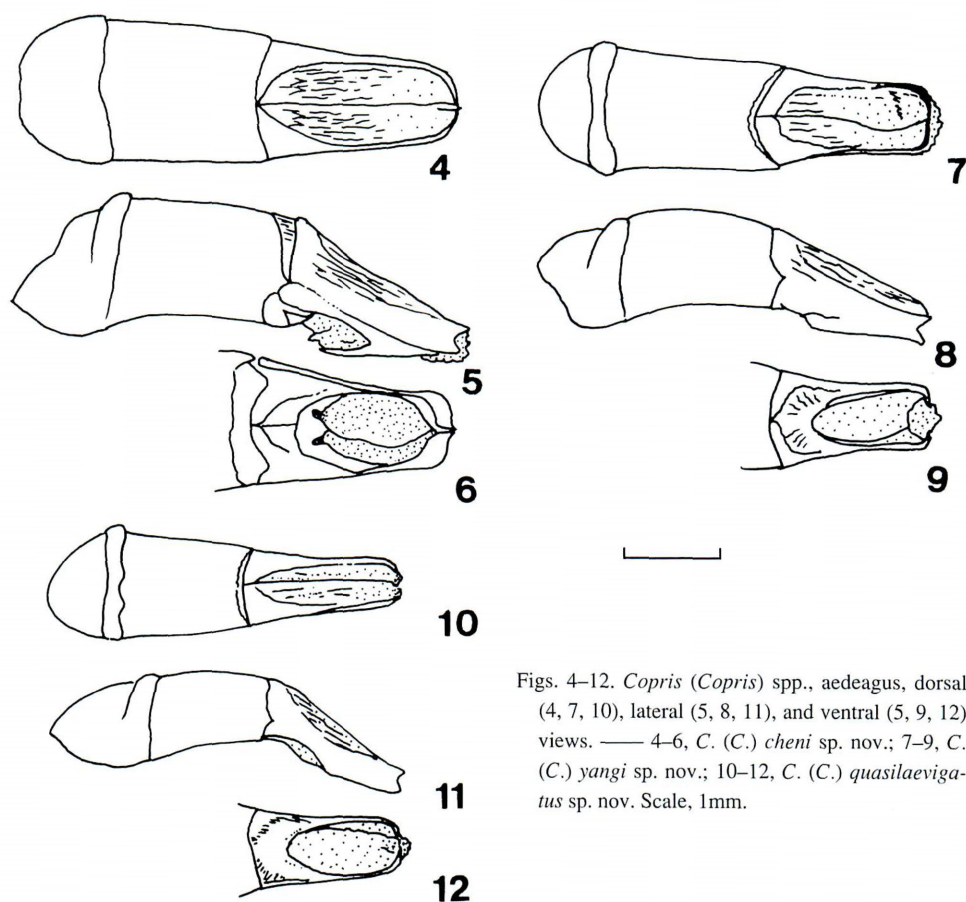 4
7
5
8
6
9
10
Figs. 4–12. Copris (Copris) spp., aedeagus, dorsal
(4, 7, 10), lateral (5, 8, 11), and ventral (5, 9, 12)
views. —— 4–6, C. (C.) cheni sp. nov.; 7–9, C.
(C.) yangi sp. nov.; 10–12, C. (C.) quasilaeviga-
tus sp. nov. Scale, 1mm.
11
12